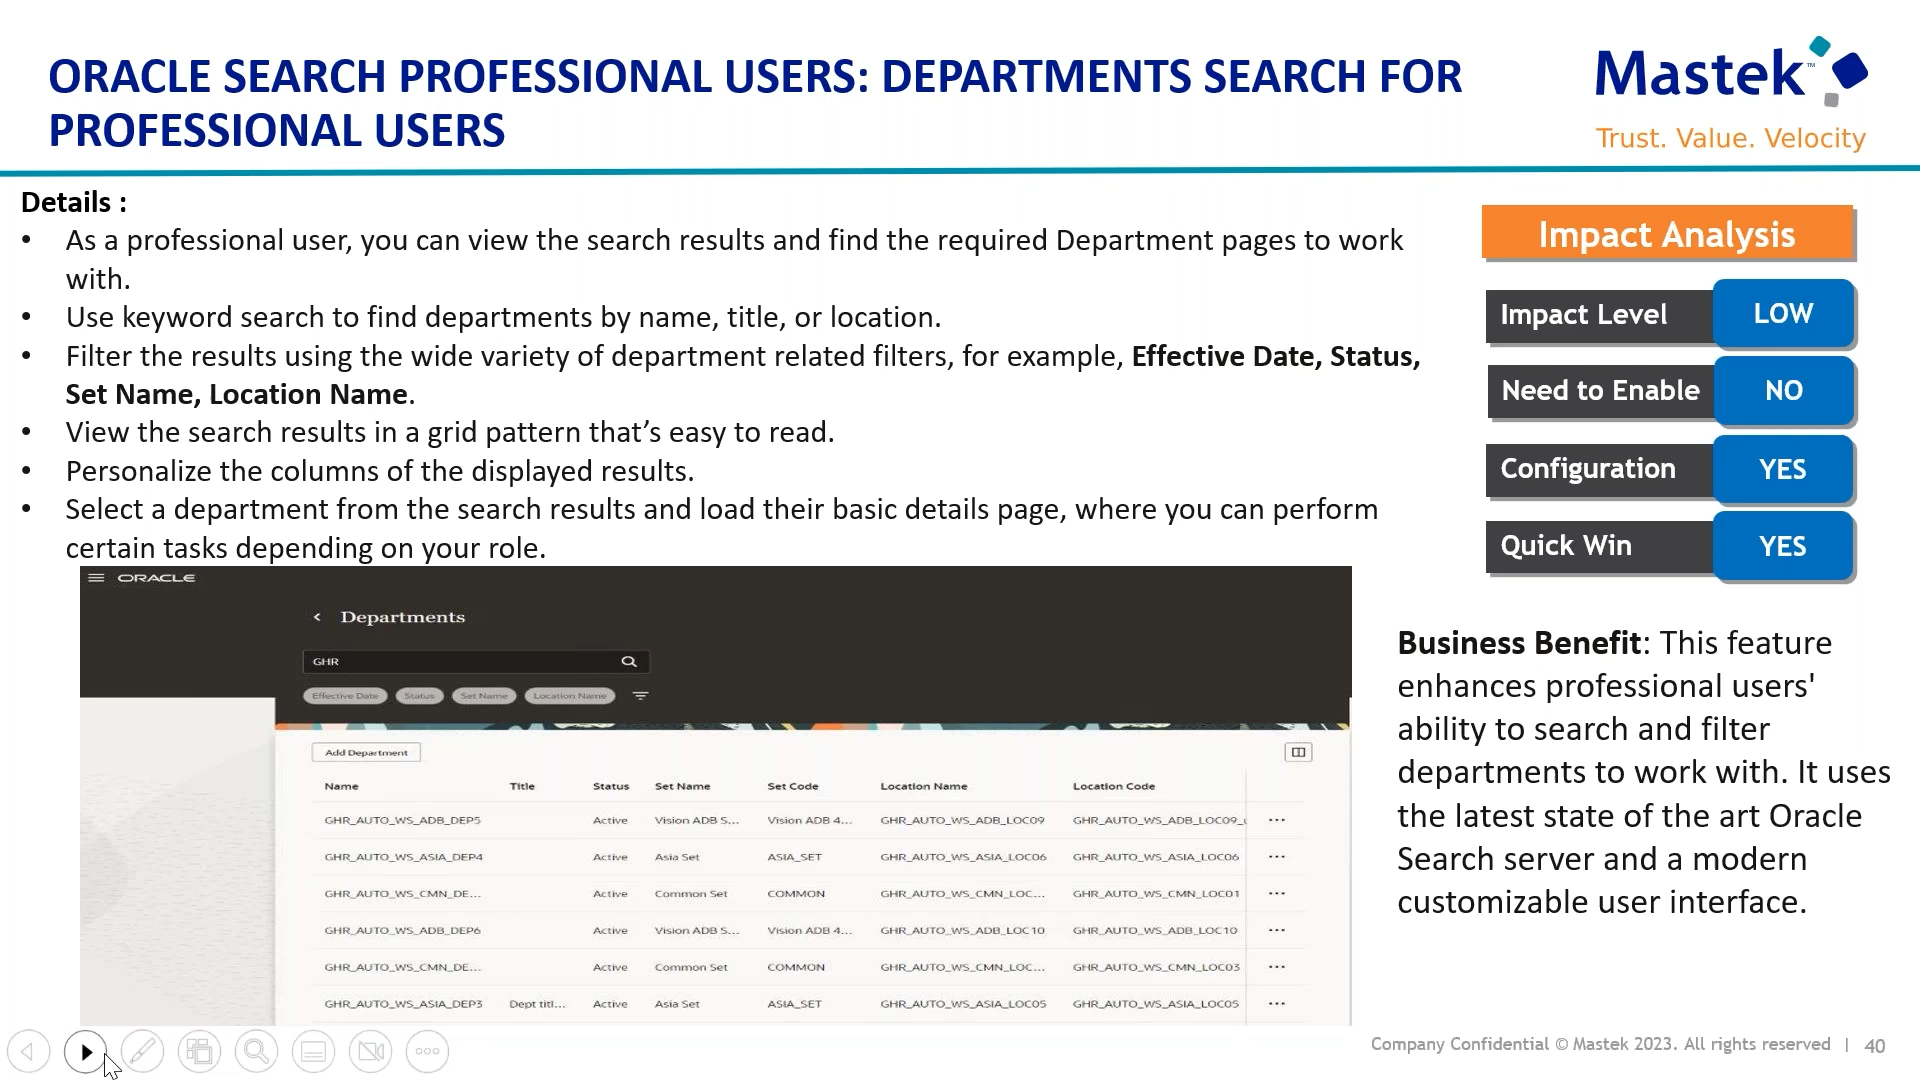 ORACLE SEARCH PROFESSIONAL USERS: DEPARTMENTS SEARCH FOR
PROFESSIONAL USERS
Mastek™
Trust. Value. Velocity
Details :
• As a professional user, you can view the search results and find the required Department pages to work
with.
• Use keyword search to find departments by name, title, or location.
• Filter the results using the wide variety of department related filters, for example, Effective Date, Status,
Set Name, Location Name.
• View the search results in a grid pattern that’s easy to read.
• Personalize the columns of the displayed results.
• Select a department from the search results and load their basic details page, where you can perform
certain tasks depending on your role.
Impact Analysis
Impact Level LOW
Need to Enable NO
Configuration YES
Quick Win YES
Business Benefit: This feature
enhances professional users'
ability to search and filter
departments to work with. It uses
the latest state of the art Oracle
Search server and a modern
customizable user interface.
ORACLE
< Departments
GHR
Effective Date Status Set Name Location Name
Add Department
Name Title Status Set Name Set Code Location Name Location Code
GHR_AUTO_WS_ADB_DEP5 Active Vision ADB S... Vision ADB 4... GHR_AUTO_WS_ADB_LOC09 GHR_AUTO_WS_ADB_LOC09_ ...
GHR_AUTO_WS_ASIA_DEP4 Active Asia Set ASIA_SET GHR_AUTO_WS_ASIA_LOC06 GHR_AUTO_WS_ASIA_LOC06 ...
GHR_AUTO_WS_CMN_DE... Active Common Set COMMON GHR_AUTO_WS_CMN_LOC... GHR_AUTO_WS_CMN_LOC01 ...
GHR_AUTO_WS_ADB_DEP6 Active Vision ADB S... Vision ADB 4... GHR_AUTO_WS_ADB_LOC10 GHR_AUTO_WS_ADB_LOC10 ...
GHR_AUTO_WS_CMN_DE... Active Common Set COMMON GHR_AUTO_WS_CMN_LOC... GHR_AUTO_WS_CMN_LOC03 ...
GHR_AUTO_WS_ASIA_DEP3 Dept titl... Active Asia Set ASIA_SET GHR_AUTO_WS_ASIA_LOC05 GHR_AUTO_WS_ASIA_LOC05 ...
Company Confidential © Mastek 2023. All rights reserved | 40